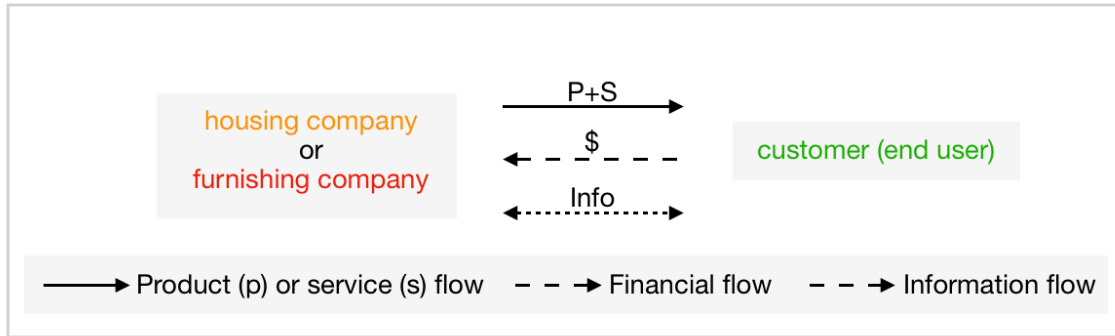 P+S
housing company
or
furnishing company
$
customer (end user)
Info
Product (p) or service (s) flow
Financial flow
Information flow